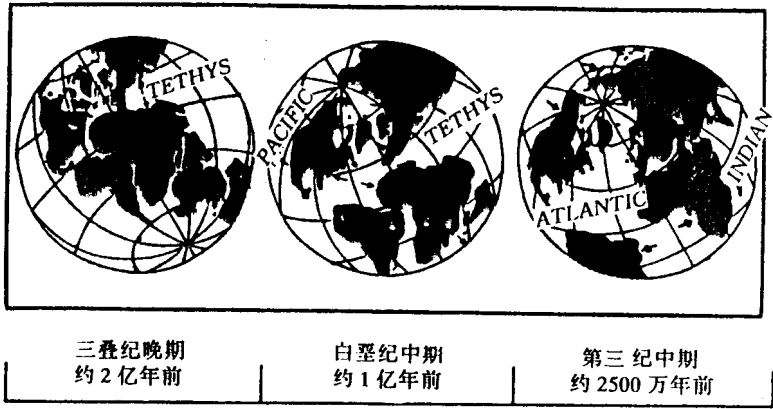 TETHYS
PACIFIC
TETHYS
ATLANTIC
INDIAN
三叠纪晚期
约2亿年前
白垩纪中期
约1亿年前
第三纪中期
约2500万年前